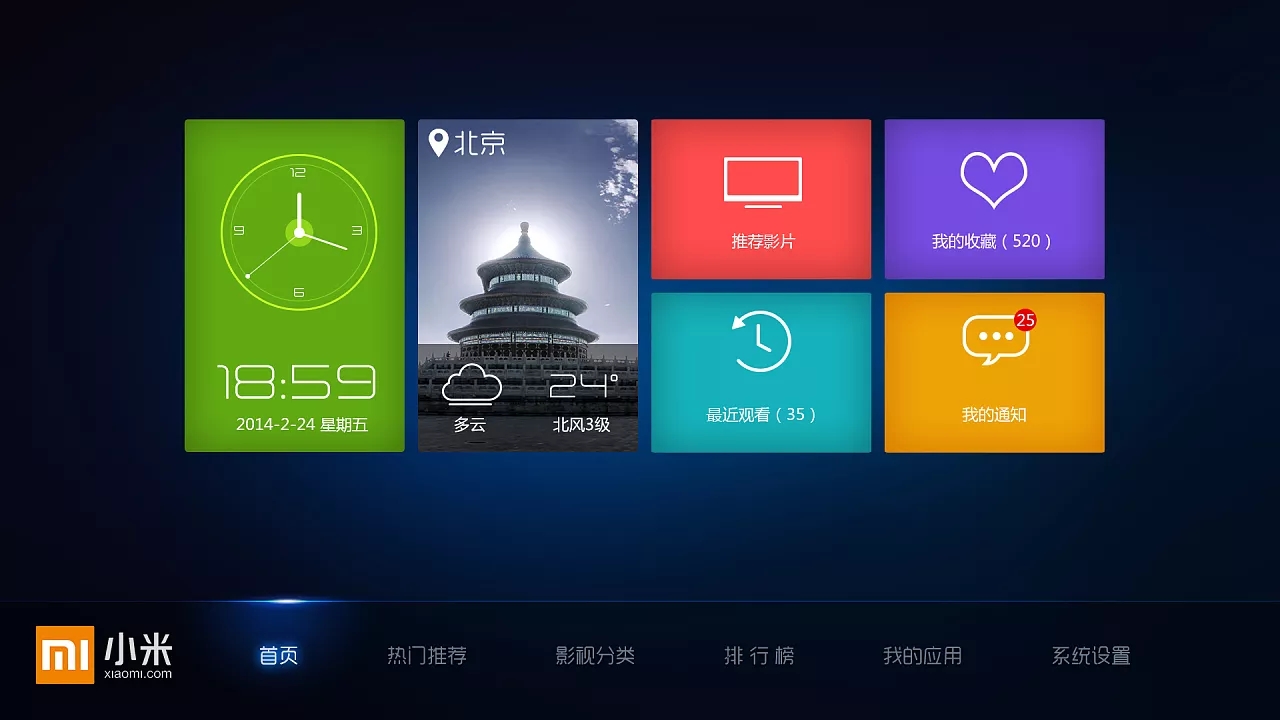 12
9
3
6
18:59
2014-2-24 星期五
北京
24°
多云
北风3级
推荐影片
我的收藏（520）
最近观看（35）
25
我的通知
mi 小米
xiaomi.com
首页
热门推荐
影视分类
排行榜
我的应用
系统设置